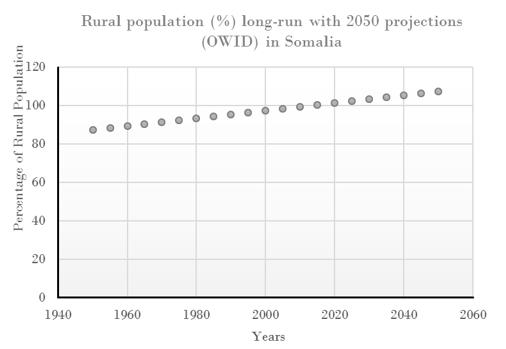 Rural population (%) long-run with 2050 projections
(OWID) in Somalia
Percentage of Rural Population
120
100
80
60
40
20
0
1940 1960 1980 2000 2020 2040 2060
Years